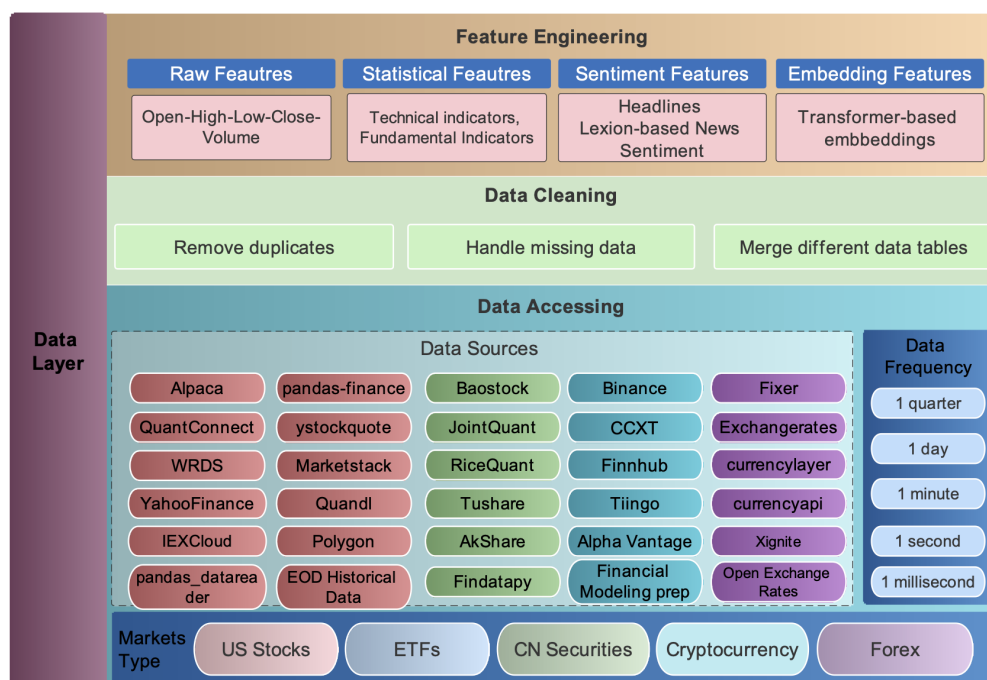 Feature Engineering
Raw Feautres
Statistical Feautres
Sentiment Features
Embedding Features
Open-High-Low-Close-
Volume
Technical indicators,
Fundamental Indicators
Headlines
Lexion-based News
Sentiment
Transformer-based
embbeddings
Data Cleaning
Remove duplicates
Handle missing data
Merge different data tables
Data
Layer
Data Accessing
Data Sources
Alpaca
pandas-finance
Baostock
Binance
Fixer
QuantConnect
ystockquote
JointQuant
CCXT
Exchangerates
WRDS
Marketstack
RiceQuant
Finnhub
currencylayer
YahooFinance
Quandl
Tushare
Tiingo
currencyapi
IEXCloud
Polygon
AkShare
Alpha Vantage
Xignite
pandas_datarea
der
EOD Historical
Data
Findatapy
Financial
Modeling prep
Open Exchange
Rates
Data
Frequency
1 quarter
1 day
1 minute
1 second
1 millisecond
Markets
Type
US Stocks
ETFs
CN Securities
Cryptocurrency
Forex